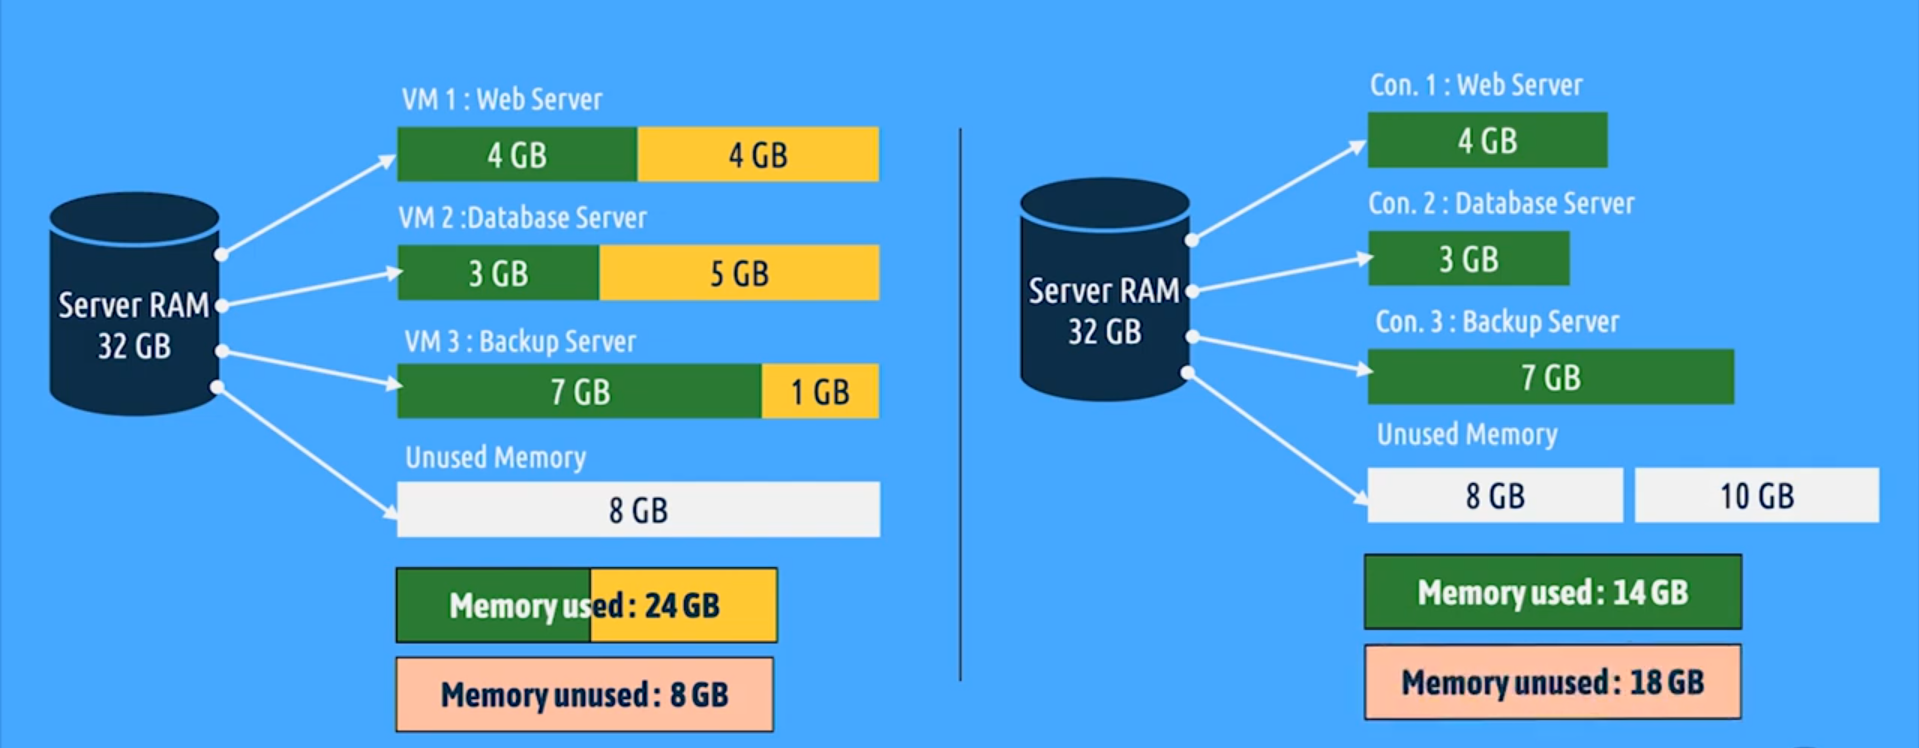 VM 1 : Web Server
4 GB
4 GB
VM 2 :Database Server
3 GB
5 GB
Server RAM
32 GB
VM 3 : Backup Server
7 GB
1 GB
Unused Memory
8 GB
Memory used : 24 GB
Memory unused : 8 GB
Con. 1 : Web Server
4 GB
Con. 2 : Database Server
3 GB
Server RAM
32 GB
Con. 3 : Backup Server
7 GB
Unused Memory
8 GB
10 GB
Memory used : 14 GB
Memory unused : 18 GB